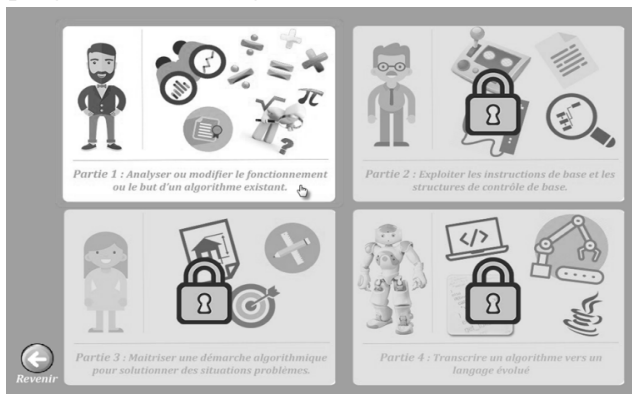 Partie 1 : Analyser ou modifier le fonctionnement
ou le but d'un algorithme existant.
Partie 2 : Exploiter les instructions de base et les
structures de contrôle de base.
Partie 3 : Maitriser une démarche algorithmique
pour solutionner des situations problèmes.
Partie 4 : Transcrire un algorithme vers un
langage évolué
Revenir